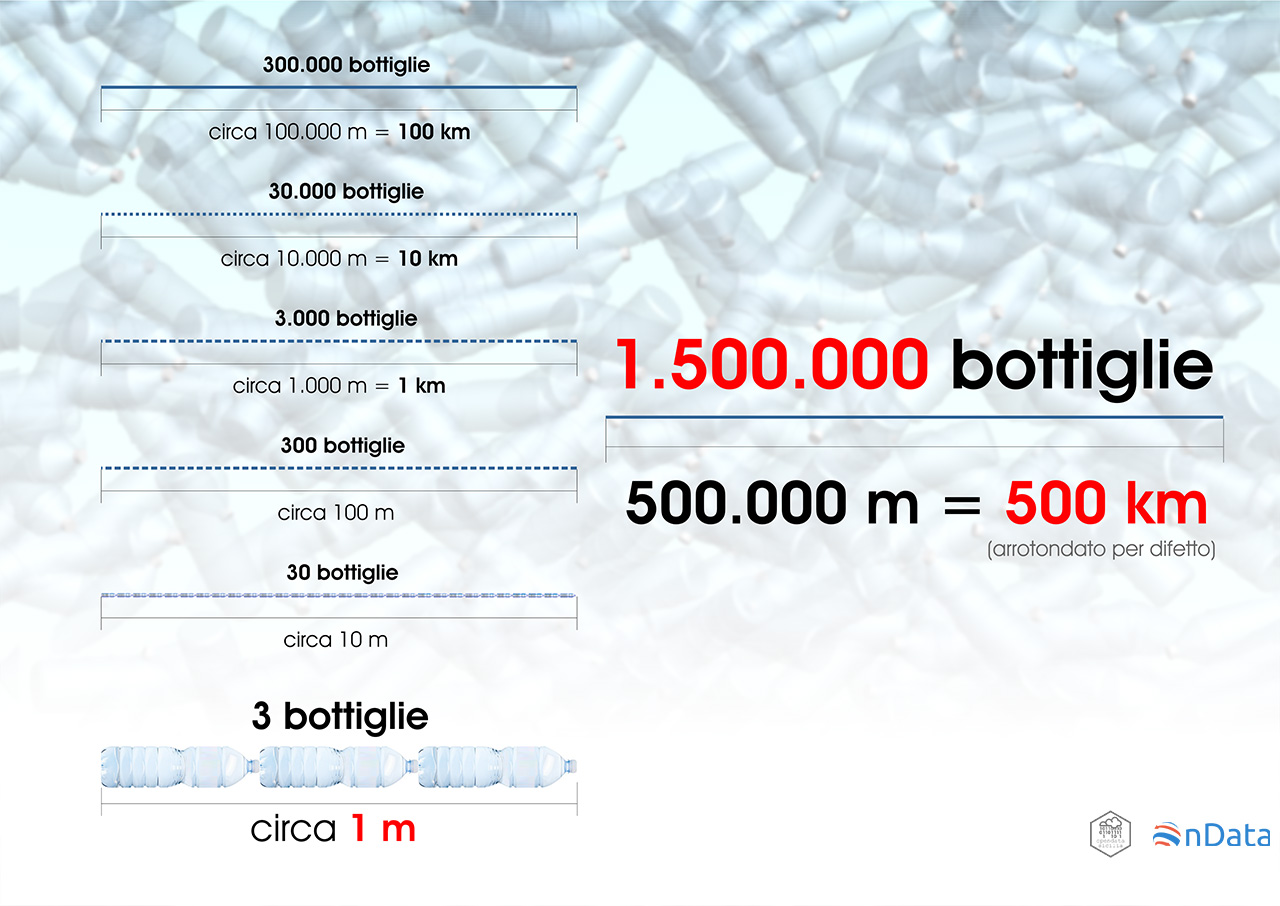 300.000 bottiglie
circa 100.000 m = 100 km
30.000 bottiglie
circa 10.000 m = 10 km
3.000 bottiglie
circa 1.000 m = 1 km
300 bottiglie
circa 100 m
30 bottiglie
circa 10 m
3 bottiglie
circa 1 m
1.500.000 bottiglie
500.000 m = 500 km
(arrotondato per difetto)
nData